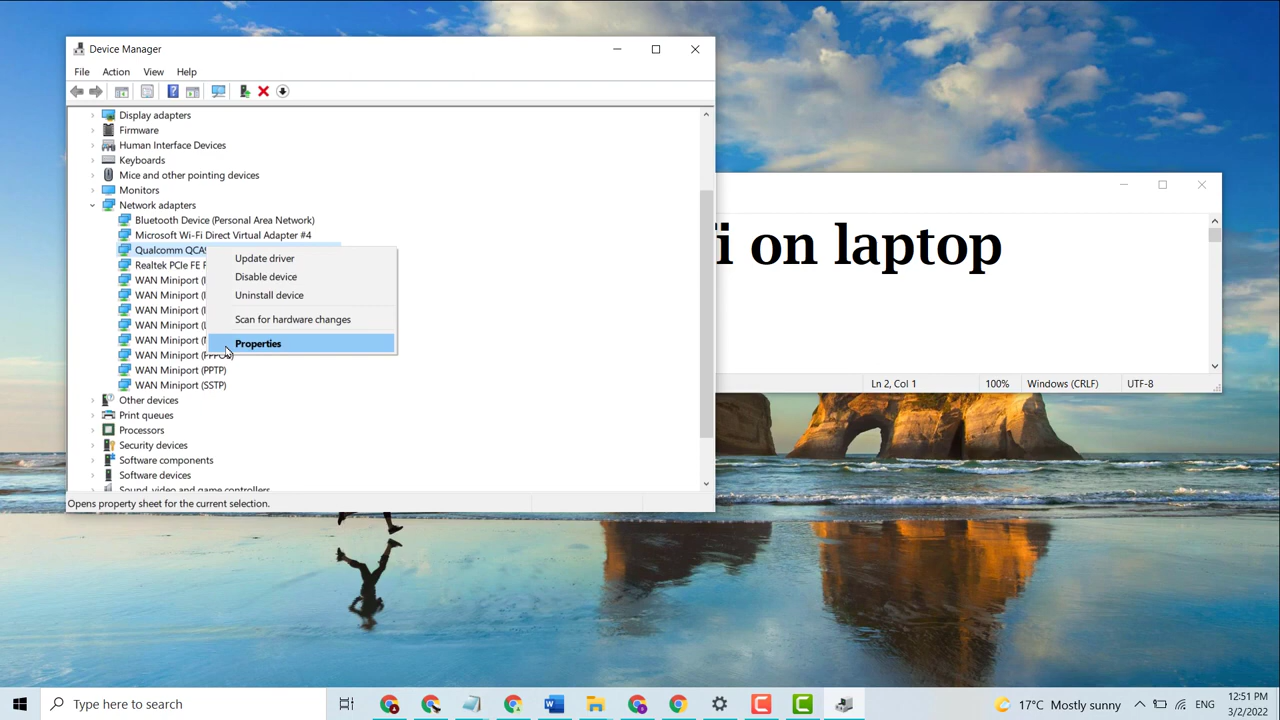 Device Manager
File Action View Help
Display adapters
Firmware
Human Interface Devices
Keyboards
Mice and other pointing devices
Monitors
Network adapters
Bluetooth Device (Personal Area Network)
Microsoft Wi-Fi Direct Virtual Adapter #4
Qualcomm
Realtek PCIe FE
WAN Miniport
WAN Miniport
WAN Miniport
WAN Miniport
WAN Miniport
WAN Miniport
WAN Miniport (PPTP)
WAN Miniport (SSTP)
Other devices
Print queues
Processors
Security devices
Software components
Software devices
Sound, video and game controllers
Opens property sheet for the current selection.
Update driver
Disable device
Uninstall device
Scan for hardware changes
Properties
i on laptop
Ln 2, Col 1 100% Windows (CRLF) UTF-8
Type here to search
17°C Mostly sunny
ENG
12:51 PM
3/2/2022